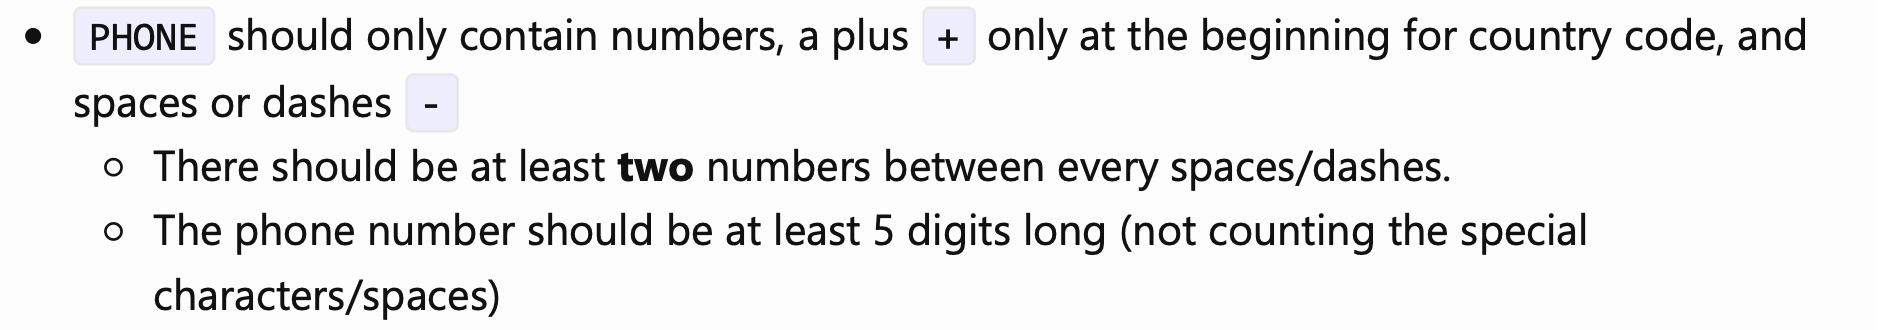 • PHONE should only contain numbers, a plus + only at the beginning for country code, and
spaces or dashes -
○ There should be at least two numbers between every spaces/dashes.
○ The phone number should be at least 5 digits long (not counting the special
characters/spaces)